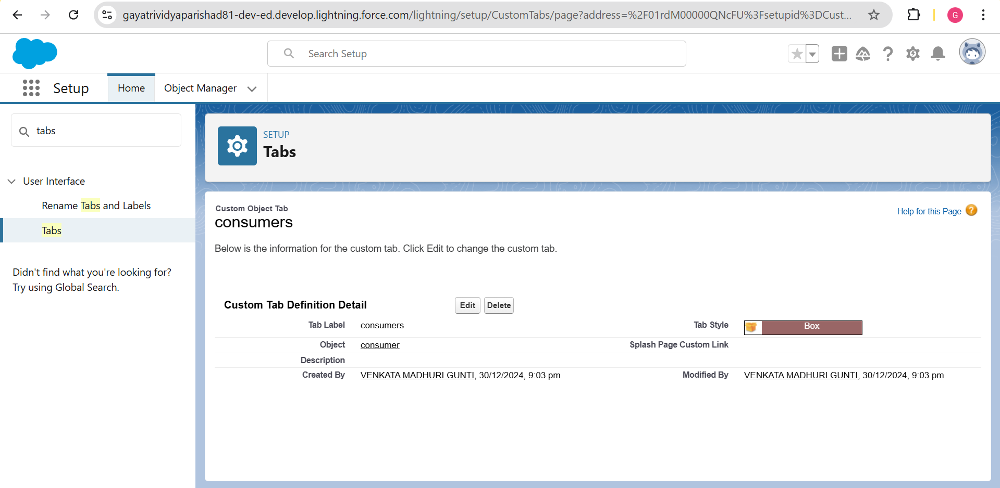 gayatrividyaparishad81-dev-ed.develop.lightning.force.com/lightning/setup/CustomTabs/page?address=%2F01rdM00000QNcFU%3Fsetupid%3DCust...
G
Search Setup
Setup
Home
Object Manager
tabs
SETUP
Tabs
User Interface
Rename Tabs and Labels
Tabs
Didn't find what you're looking for?
Try using Global Search.
Custom Object Tab
consumers
Help for this Page ?
Below is the information for the custom tab. Click Edit to change the custom tab.
Custom Tab Definition Detail Edit Delete
Tab Label consumers Tab Style Box
Object consumer Splash Page Custom Link
Description
Created By VENKATA MADHURI GUNTI, 30/12/2024, 9:03 pm Modified By VENKATA MADHURI GUNTI, 30/12/2024, 9:03 pm